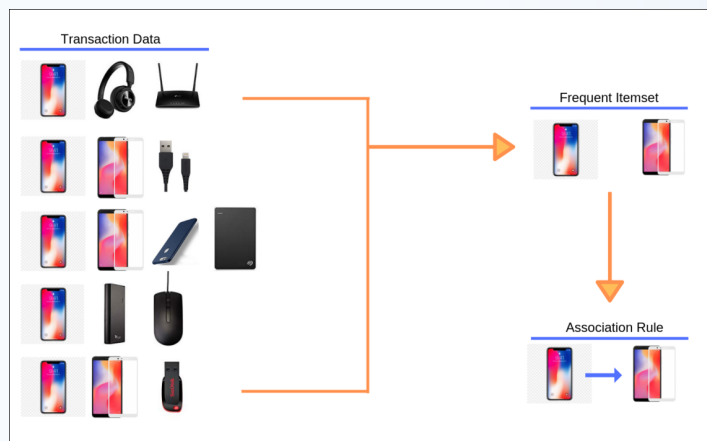 Transaction Data
Frequent Itemset
Association Rule